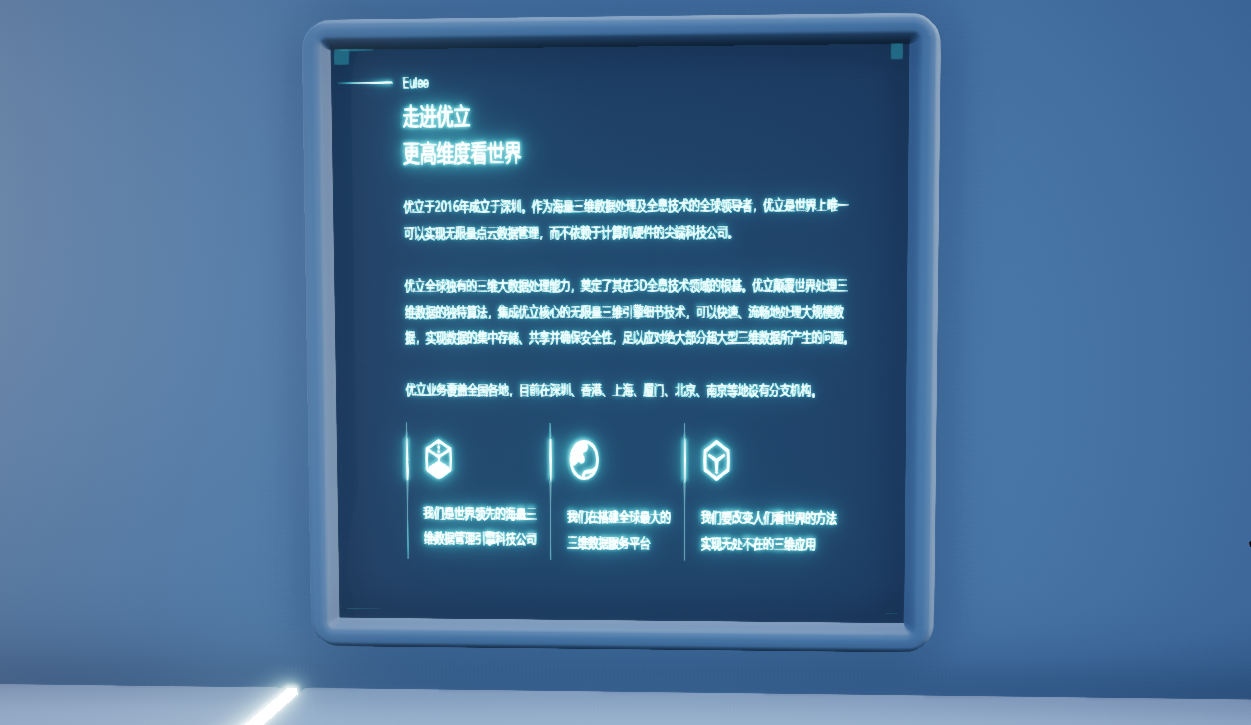 Eulee
走进优立
更高维度看世界
优立于2016年成立于深圳。作为海量三维数据处理及全息技术的全球领导者，优立是世界上唯一
可以实现无限量点云数据管理，而不依赖于计算机硬件的尖端科技公司。
优立全球独有的三维大数据处理能力，奠定了其在3D全息技术领域的根基。优立颠覆世界处理三
维数据的独特算法，集成优立核心的无限量三维引擎细节技术，可以快速、流畅地处理大规模数
据，实现数据的集中存储、共享并确保安全性，足以应对绝大部分超大型三维数据所产生的问题。
优立业务覆盖全国各地，目前在深圳、香港、上海、厦门、北京、南京等地设有分支机构。
我们是世界领先的海量三
维数据管理引擎科技公司
我们在搭建全球最大的
三维数据服务平台
我们要改变人们看世界的方法
实现无处不在的三维应用